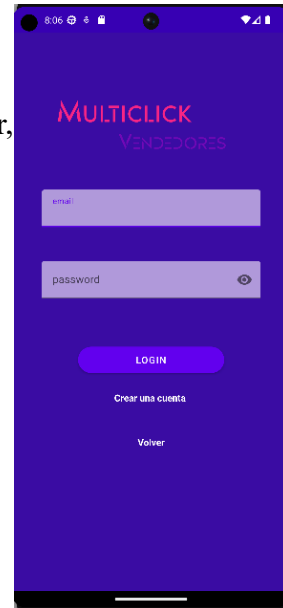 8:06
r,
MULTICLICK
VENDEDORES
email
password
LOGIN
Crear una cuenta
Volver